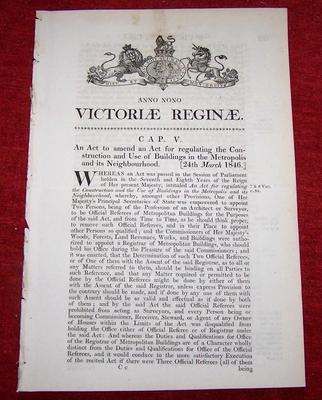 ANNO NONO
VICTORIÆ REGINÆ.
CAP. V.
An Act to amend an Act for regulating the Con-
struction and Use of Buildings in the Metropolis
and its Neighbourhood. [24th March 1846.]
WHEREAS an Act was passed in the Session of Parliament
holden in the Seventh and Eighth Years of the Reign
of Her present Majesty, intituled An Act for regulating 7 & 8 Vict.
the Construction and the Use of Buildings in the Metropolis and its c. 84.
Neighbourhood, whereby, amongst other Provisions, One of Her
Majesty's Principal Secretaries of State was empowered to appoint
Two Persons, being of the Profession of an Architect or Surveyor,
to be Official Referees of Metropolitan Buildings for the Purposes
of the said Act, and from Time to Time, as he should think proper,
to remove such Official Referees, and in their Place to appoint
other Persons so qualified; and the Commissioners of Her Majesty's
Woods, Forests, Land Revenues, Works, and Buildings were autho-
rized to appoint a Registrar of Metropolitan Buildings, who should
hold his Office during the Pleasure of the said Commissioners; and
it was enacted, that the Determination of such Two Official Referees,
or of One of them with the Assent of the said Registrar, as to all or
any Matters referred to them, should be binding on all Parties to
such Reference, and that any Matter required or permitted to be
done by the Official Referees might be done by either of them
with the Assent of the said Registrar, unless express Provision to
the contrary should be made, and if done by any one of them with
such Assent should be as valid and effectual as if done by both
of them; and by the said Act the said Official Referees were
prohibited from acting as Surveyors, and every Person being or
becoming Commissioner, Receiver, Steward, or Agent of any Owner
of Houses within the Limits of the Act was disqualified from
holding the Office either of Official Referee or of Registrar under
the said Act: And whereas the Duties and Qualifications for Office
of the Registrar of Metropolitan Buildings are of a Character wholly
distinct from the Duties and Qualifications for Office of the Official
Referees, and it would conduce to the more satisfactory Execution
of the recited Act if there were Three Official Referees (all of them
being